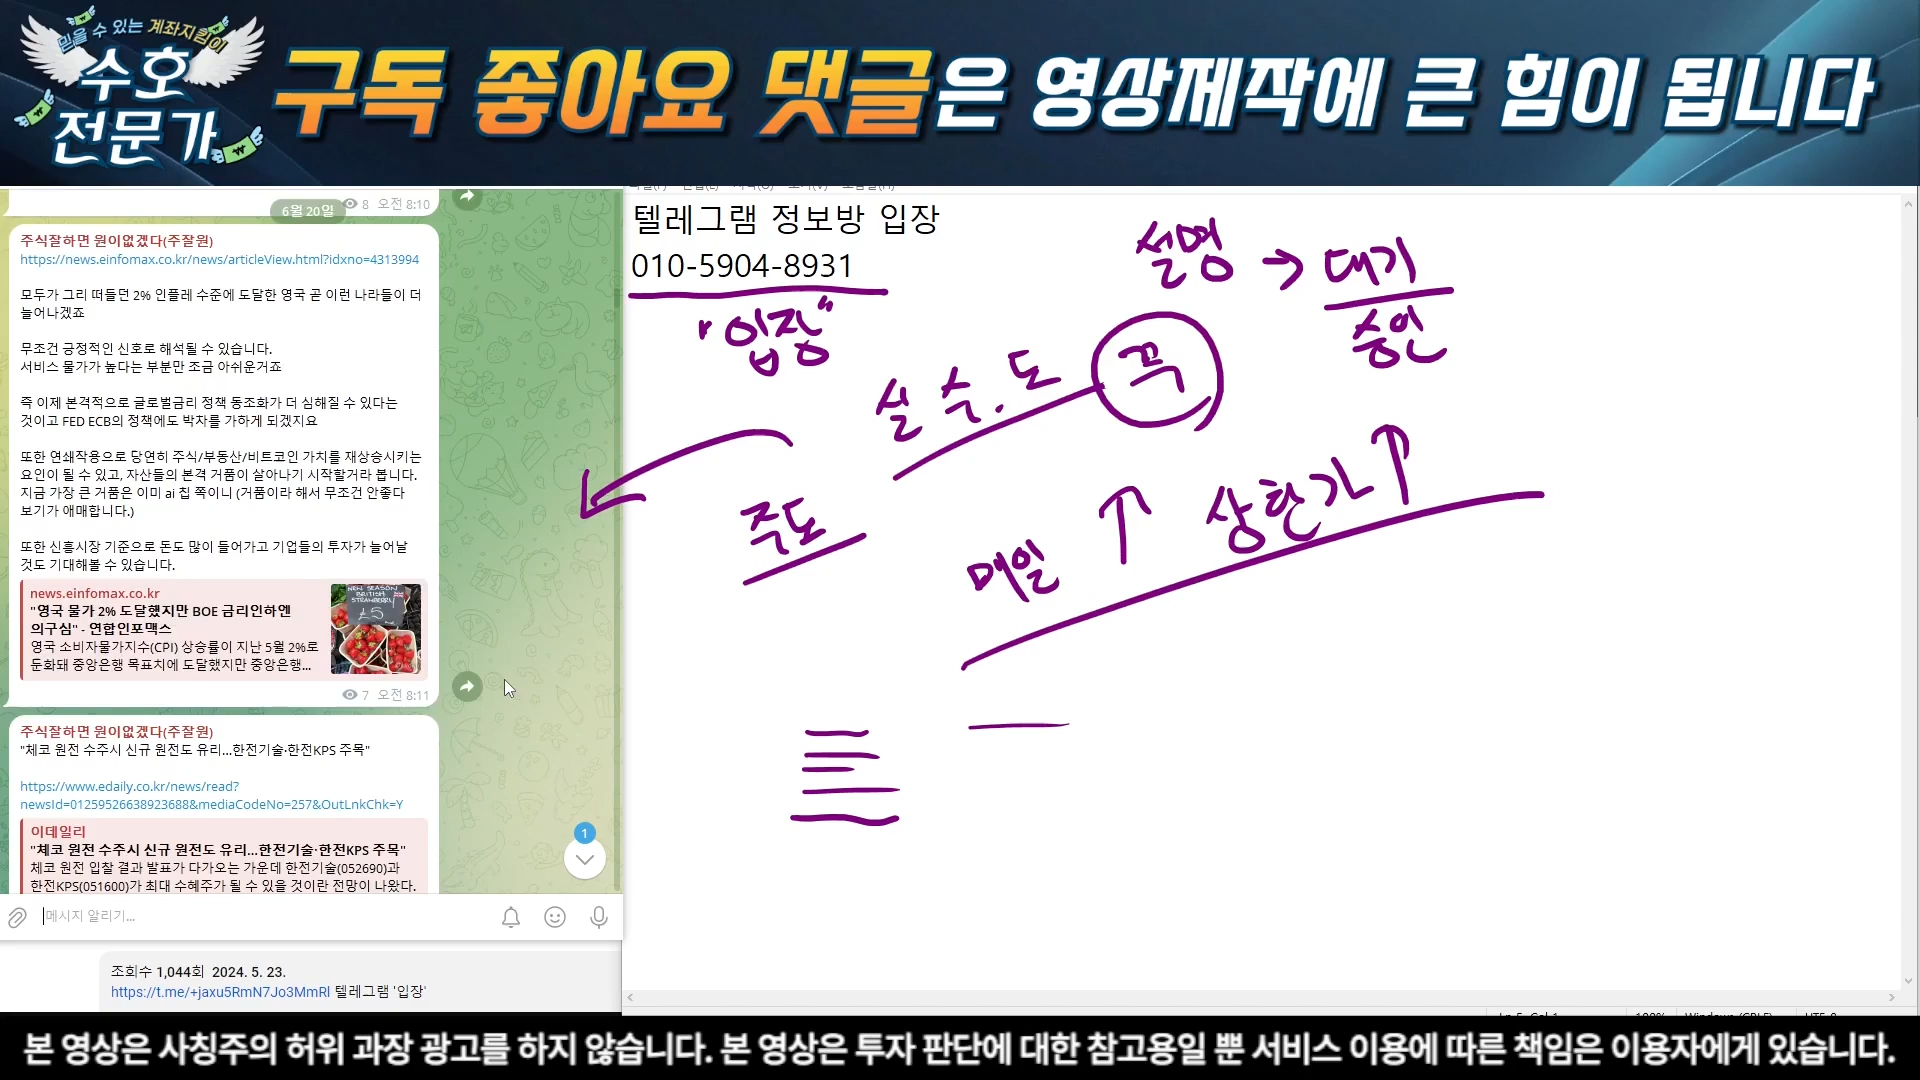 믿을 수 있는 계좌지킴이
수호
전문가
구독 좋아요 댓글은 영상제작에 큰 힘이 됩니다
8 오전 8:10
6월 20일
주식잘하면 원이없겠다(주잘원)
https://news.einfomax.co.kr/news/articleView.html?idxno=4313994
모두가 그리 떠들던 2% 인플레 수준에 도달한 영국 곧 이런 나라들이 더
늘어나겠죠
무조건 긍정적인 신호로 해석될 수 있습니다.
서비스 물가가 높다는 부분만 조금 아쉬운거죠
즉 이제 본격적으로 글로벌금리 정책 동조화가 더 심해질 수 있다는
것이고 FED ECB의 정책에도 박차를 가하게 되겠지요
또한 연쇄작용으로 당연히 주식/부동산/비트코인 가치를 재상승시키는
요인이 될 수 있고, 자산들의 본격 거품이 살아나기 시작할거라 봅니다.
지금 가장 큰 거품은 이미 ai 칩 쪽이니 (거품이라 해서 무조건 안좋다
보기가 애매합니다.)
또한 신흥시장 기준으로 돈도 많이 들어가고 기업들의 투자가 늘어날
것도 기대해볼 수 있습니다.
news.einfomax.co.kr
"영국 물가 2% 도달했지만 BOE 금리인하엔
의구심" - 연합인포맥스
영국 소비자물가지수(CPI) 상승률이 지난 5월 2%로
둔화돼 중앙은행 목표치에 도달했지만 중앙은행...
NEW SEASON
BRITISH
STRAWBERRY
£5
7 오전 8:11
주식잘하면 원이없겠다(주잘원)
"체코 원전 수주시 신규 원전도 유리…한전기술·한전KPS 주목"
https://www.edaily.co.kr/news/read?
newsId=01259526638923688&mediaCodeNo=257&OutLnkChk=Y
이데일리
"체코 원전 수주시 신규 원전도 유리…한전기술·한전KPS 주목"
체코 원전 입찰 결과 발표가 다가오는 가운데 한전기술(052690)과
한전KPS(051600)가 최대 수혜주가 될 수 있을 것이란 전망이 나왔다.
1
메시지 알리기...
조회수 1,044회 2024. 5. 23.
https://t.me/+jaxu5RmN7Jo3MmRl 텔레그램 '입장'
텔레그램 정보방 입장
010-5904-8931
"입장"
설명 → 대기
승인
실 수.도 꼭
주도
매일 ↑ 상한가 ↑
본 영상은 사칭주의 허위 과장 광고를 하지 않습니다. 본 영상은 투자 판단에 대한 참고용일 뿐 서비스 이용에 따른 책임은 이용자에게 있습니다.